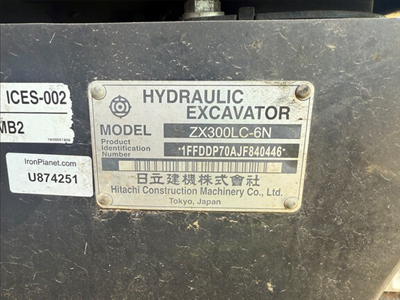 ICES-002
MB2
IronPlanet.com
U874251
HYDRAULIC
EXCAVATOR
MODEL ZX300LC-6N
Product
Identification
Number
*1FFDDP70AJF840446*
日立建機株式会社
Hitachi Construction Machinery Co., Ltd.
Tokyo, Japan